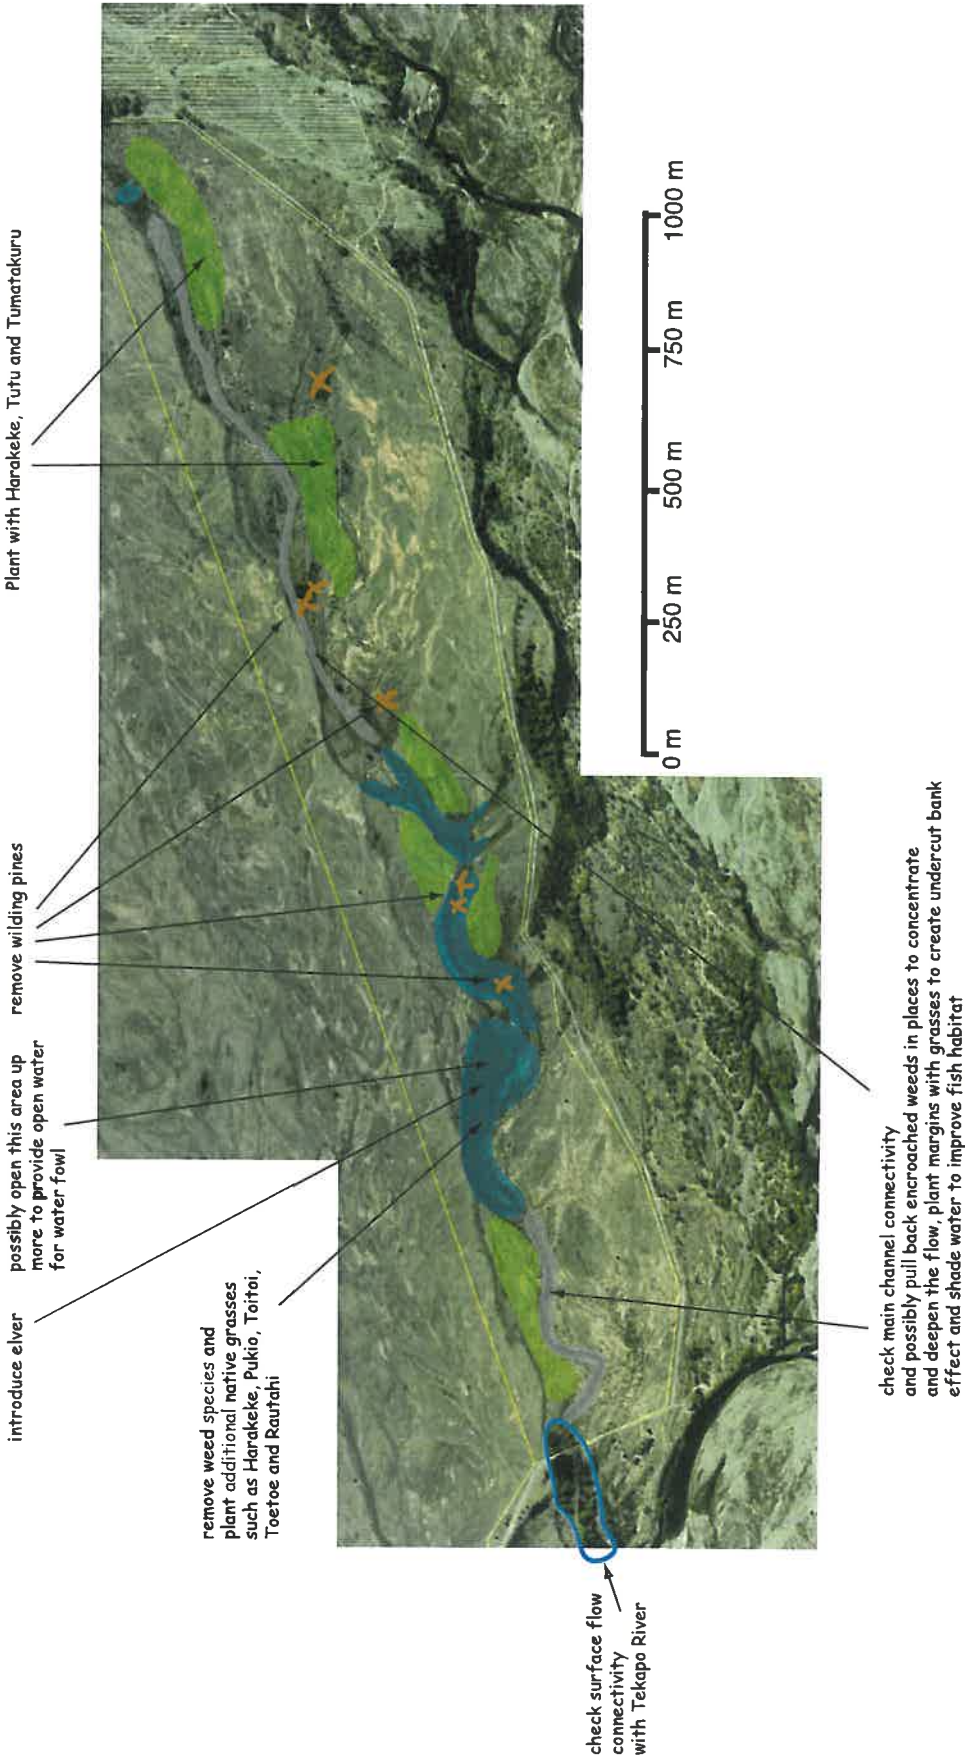 introduce elver
possibly open this area up
more to provide open water
for water fowl
remove wilding pines
Plant with Harakeke, Tutu and Tumatakuru
remove weed species and
plant additional native grasses
such as Harakeke, Pukio, Toitoi,
Toetoe and Rautahi
check surface flow
connectivity
with Tekapo River
0 m
250 m
500 m
750 m
1000 m
check main channel connectivity
and possibly pull back encroached weeds in places to concentrate
and deepen the flow, plant margins with grasses to create undercut bank
effect and shade water to improve fish habitat